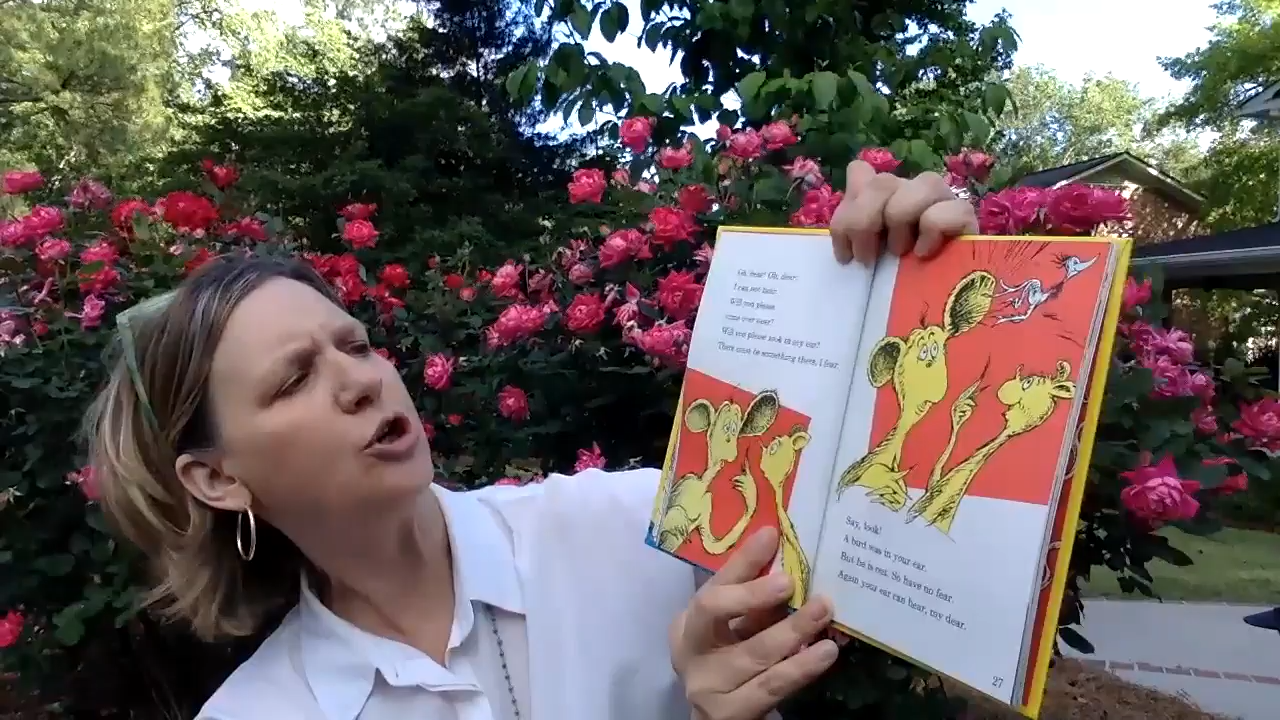 Oh, dear! Oh, dear!
I can not hear.
Will you please
come over near?
Will you please look in my ear?
There must be something there, I fear.
Say, look!
A bird was in your ear.
But he is out. So have no fear.
Again your ear can hear, my dear.
27